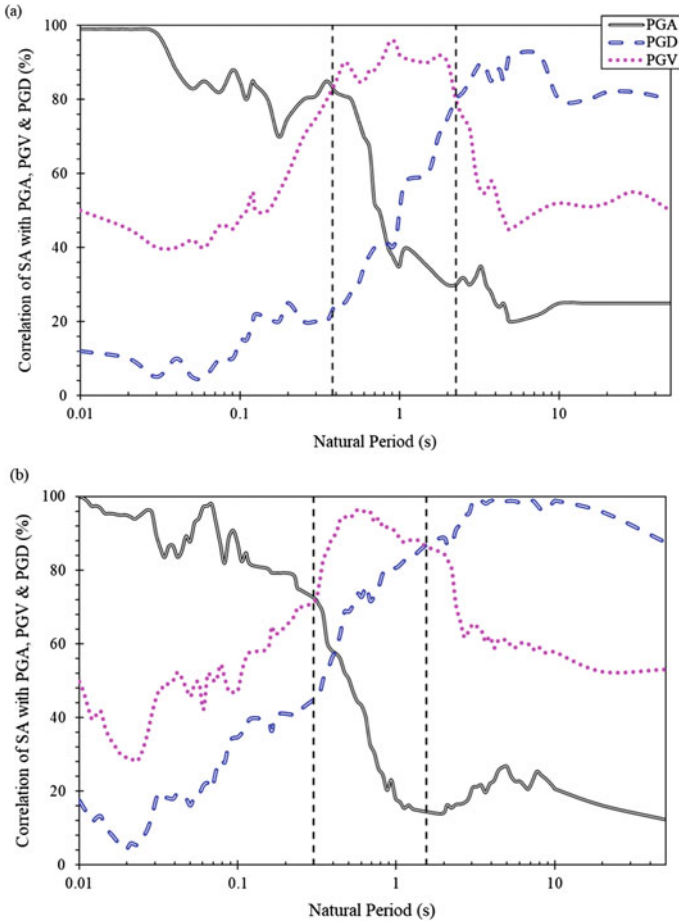 (a)
PGA
PGD
PGV
Correlation of SA with PGA, PGV & PGD (%)
100
80
60
40
20
0
0.01 0.1 1 10
Natural Period (s)
(b)
Correlation of SA with PGA, PGV & PGD (%)
100
80
60
40
20
0
0.01 0.1 1 10
Natural Period (s)